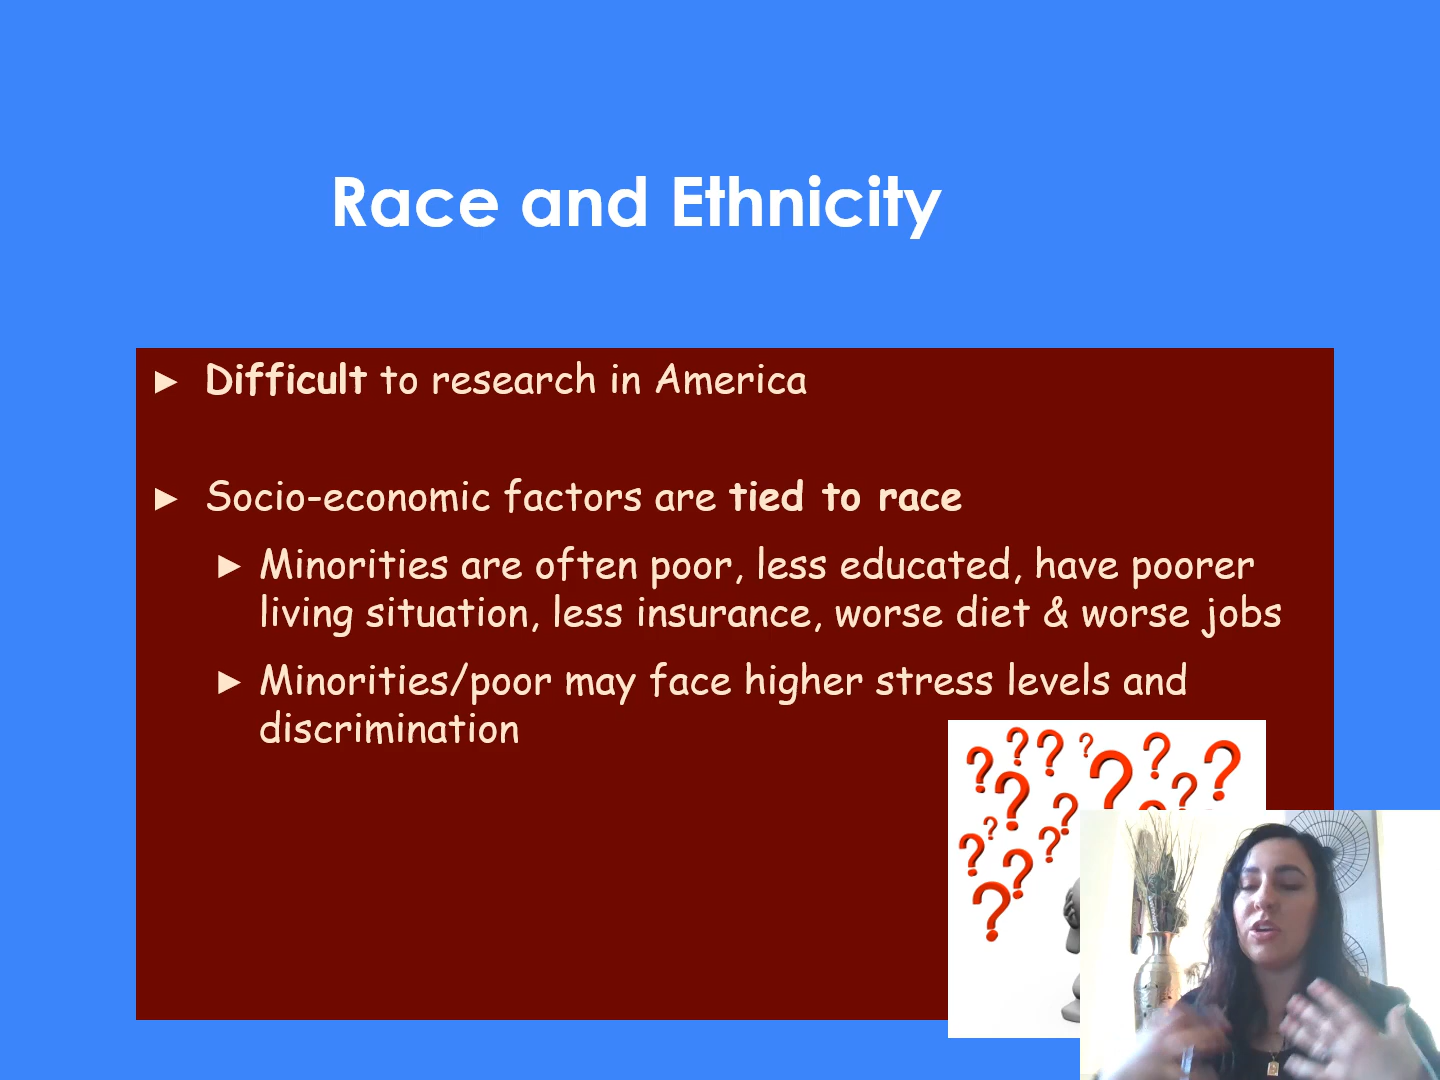 Race and Ethnicity
► Difficult to research in America
► Socio-economic factors are tied to race
► Minorities are often poor, less educated, have poorer
living situation, less insurance, worse diet & worse jobs
► Minorities/poor may face higher stress levels and
discrimination